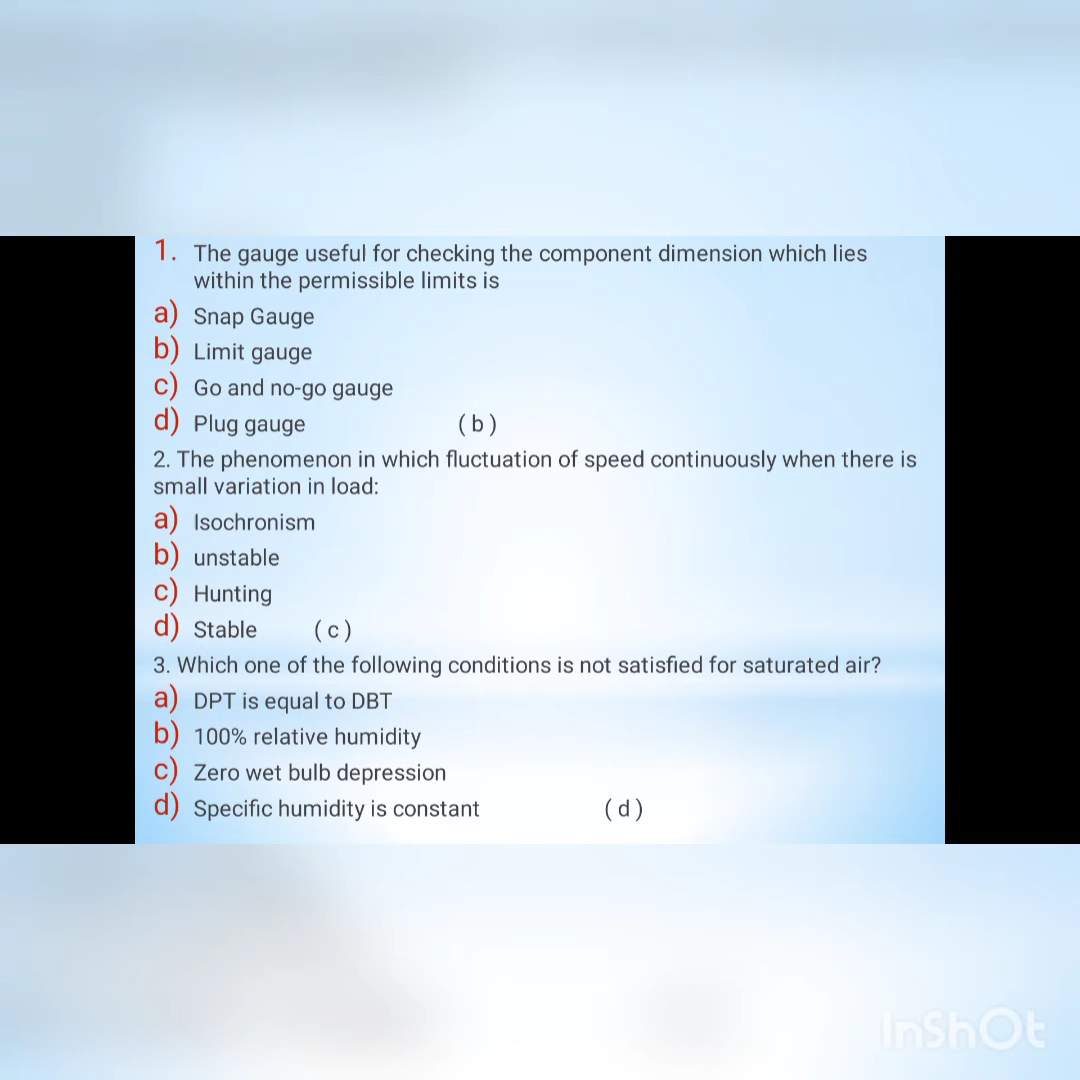 1. The gauge useful for checking the component dimension which lies
within the permissible limits is
a) Snap Gauge
b) Limit gauge
c) Go and no-go gauge
d) Plug gauge (b)
2. The phenomenon in which fluctuation of speed continuously when there is
small variation in load:
a) Isochronism
b) unstable
c) Hunting
d) Stable (c)
3. Which one of the following conditions is not satisfied for saturated air?
a) DPT is equal to DBT
b) 100% relative humidity
c) Zero wet bulb depression
d) Specific humidity is constant (d)
InShOt